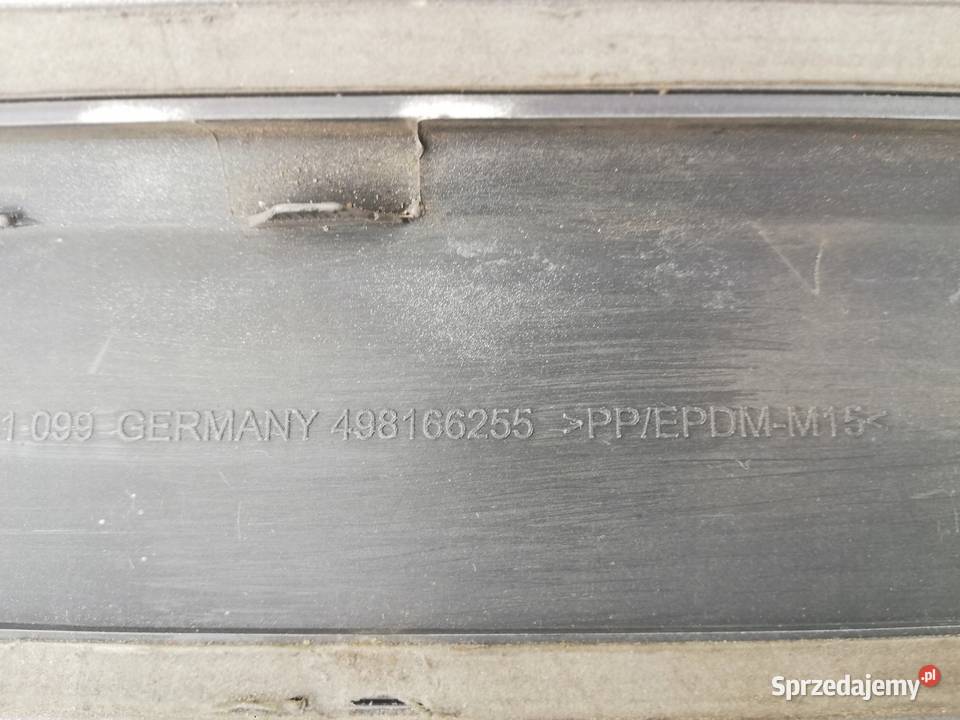 1 099 GERMANY 498166255 >PP/EPDM-M15<
Sprzedajemy.pl